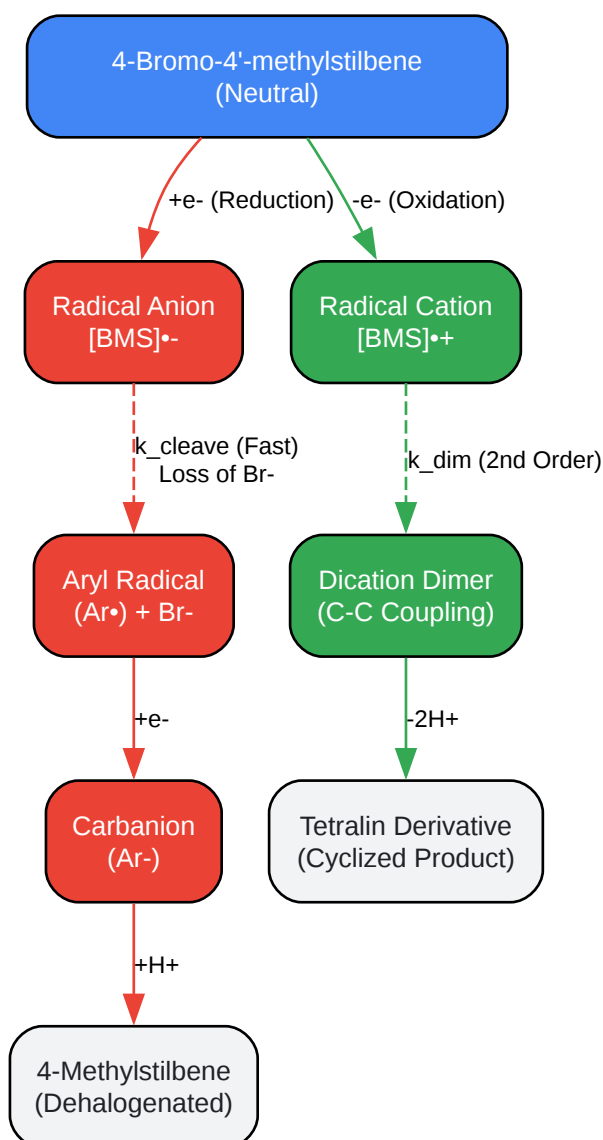 4-Bromo-4'-methylstilbene
(Neutral)
+e- (Reduction)
-e- (Oxidation)
Radical Anion
[BMS]•-
Radical Cation
[BMS]•+
k_cleave (Fast)
Loss of Br-
k_dim (2nd Order)
Aryl Radical
(Ar•) + Br-
Dication Dimer
(C-C Coupling)
+e-
-2H+
Carbanion
(Ar-)
Tetralin Derivative
(Cyclized Product)
+H+
4-Methylstilbene
(Dehalogenated)